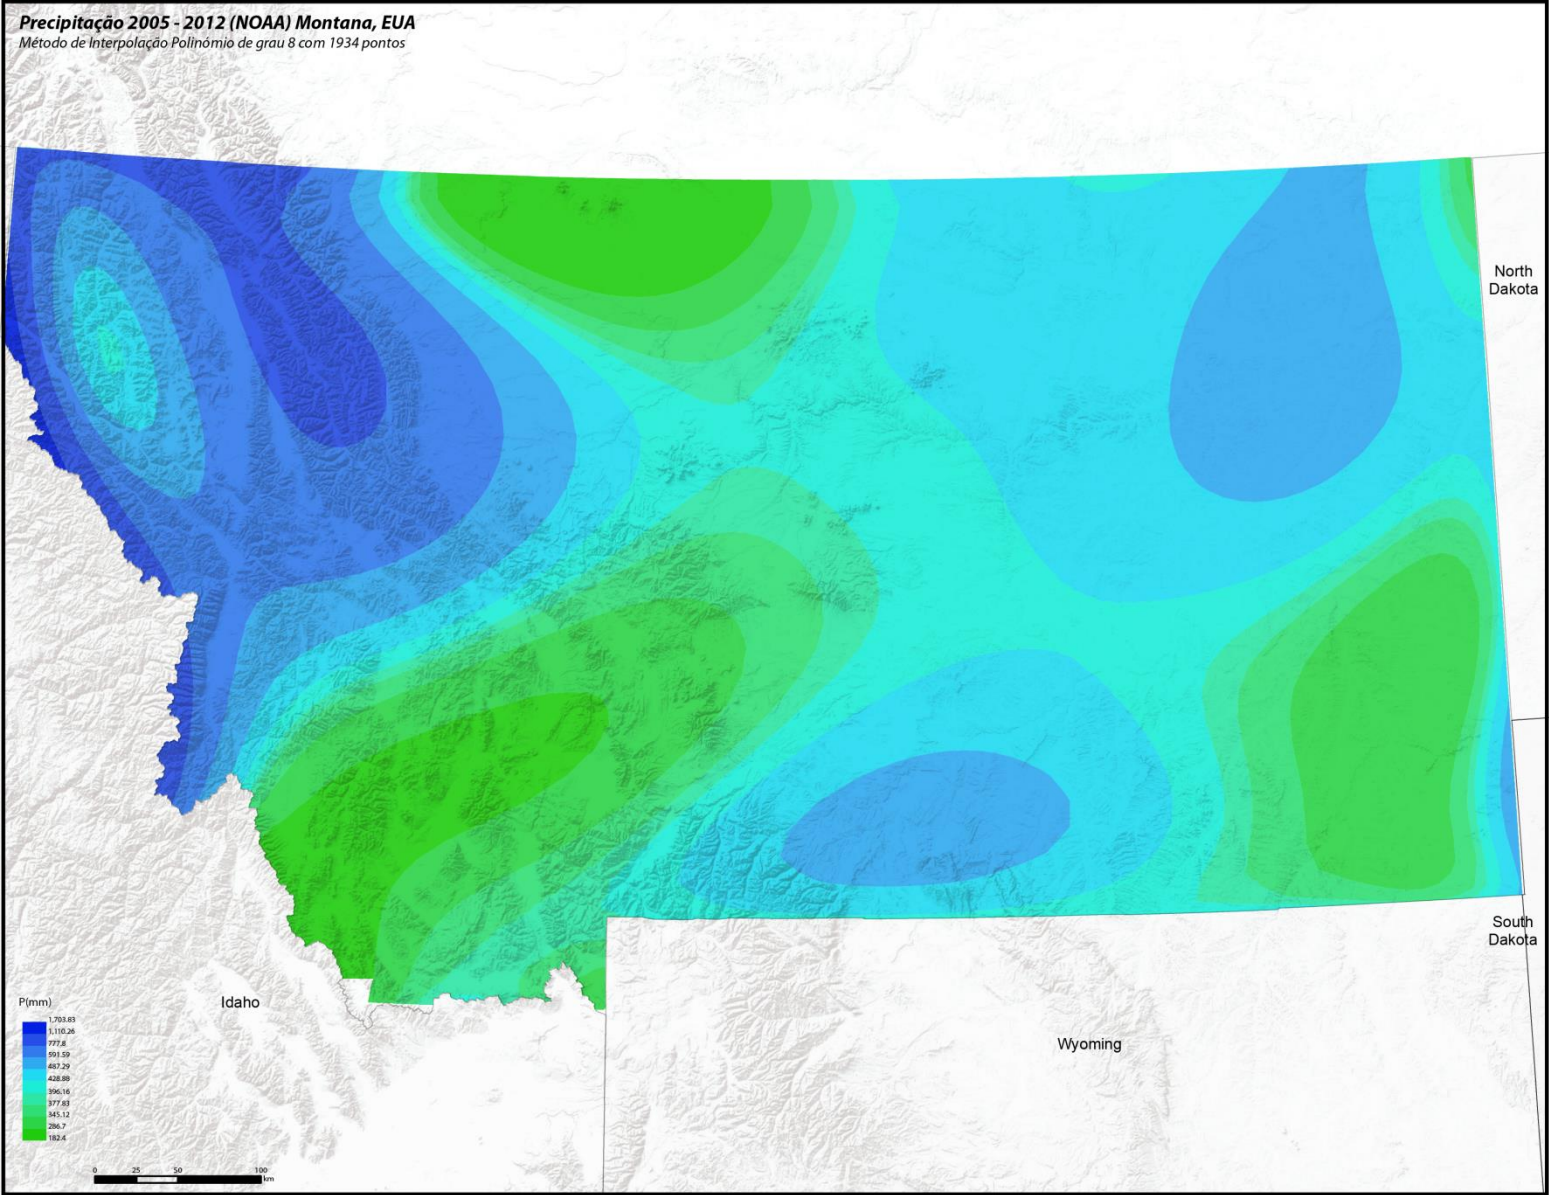 Precipitação 2005 - 2012 (NOAA) Montana, EUA
Método de Interpolação Polinómio de grau 8 com 1934 pontos
North
Dakota
South
Dakota
Idaho
Wyoming
P(mm)
1,703.83
1,110.26
777.8
591.59
487.29
428.88
396.16
377.83
345.12
286.7
182.4
0 25 50 100
km